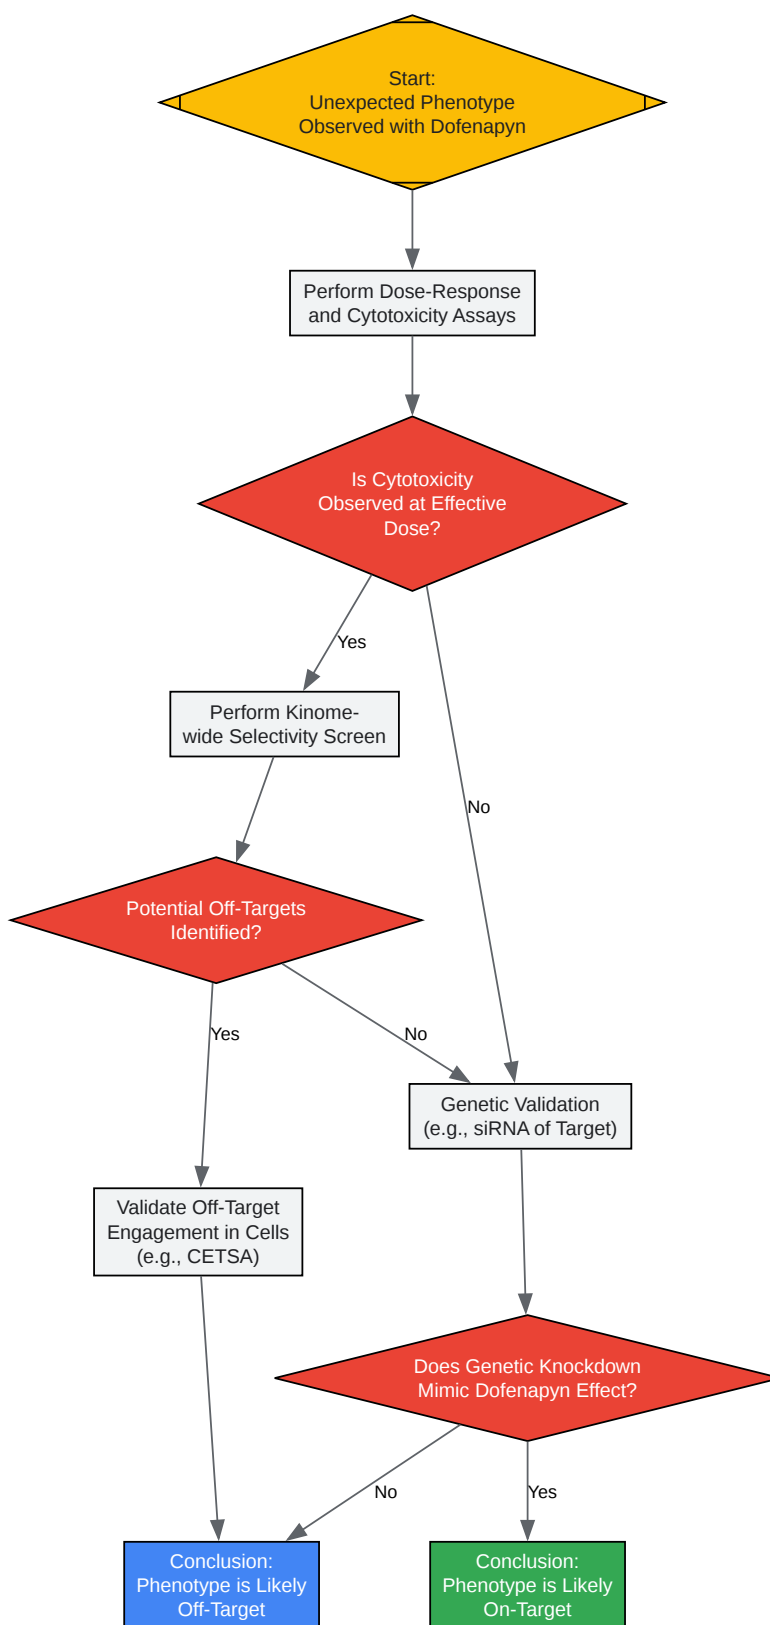 Start:
Unexpected Phenotype
Observed with Dofenapyn
Perform Dose-Response
and Cytotoxicity Assays
Is Cytotoxicity
Observed at Effective
Dose?
Yes
Perform Kinome-
wide Selectivity Screen
No
Potential Off-Targets
Identified?
Yes
No
Genetic Validation
(e.g., siRNA of Target)
Validate Off-Target
Engagement in Cells
(e.g., CETSA)
Does Genetic Knockdown
Mimic Dofenapyn Effect?
No
Yes
Conclusion:
Phenotype is Likely
Off-Target
Conclusion:
Phenotype is Likely
On-Target